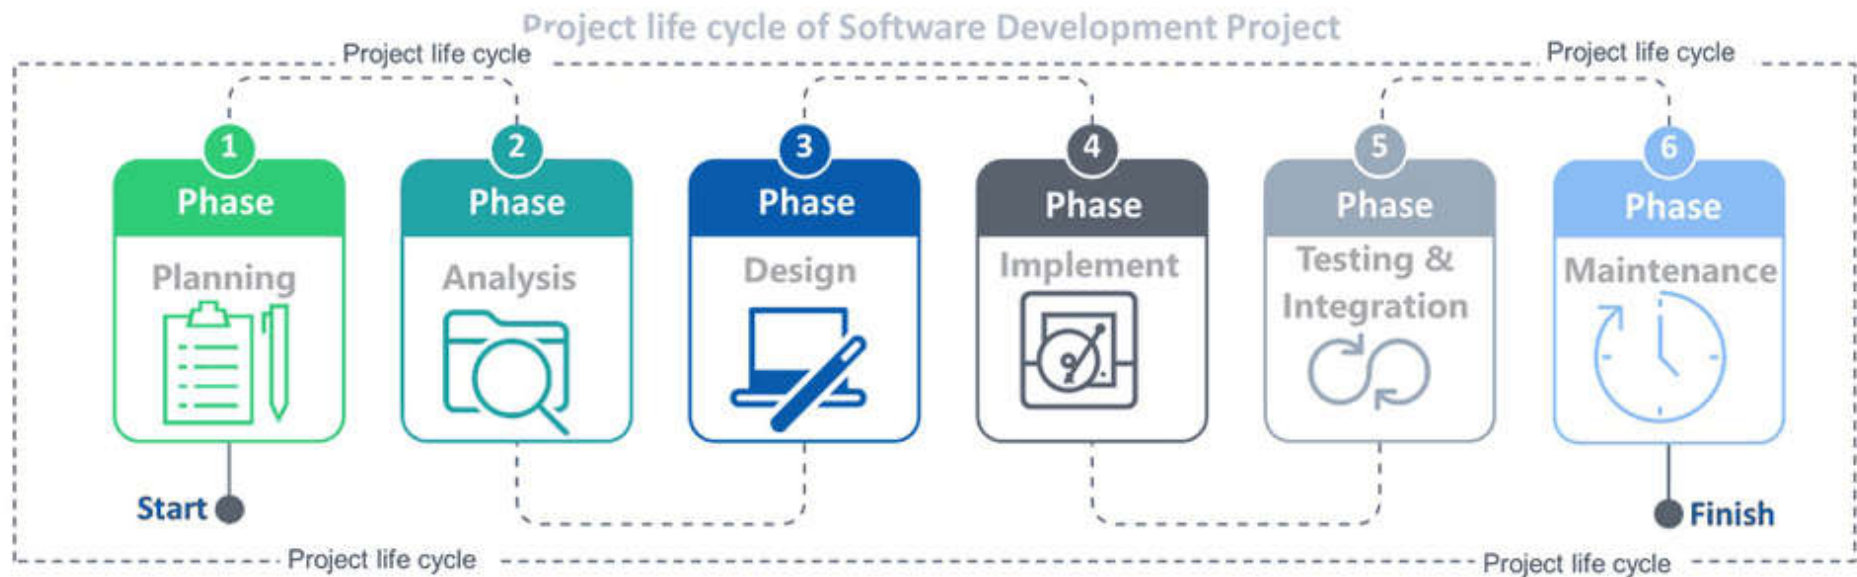 Project life cycle of Software Development Project
Project life cycle
Project life cycle
1
2
3
4
5
6
Phase
Phase
Phase
Phase
Phase
Phase
Planning
Analysis
Design
Implement
Testing &
Integration
Maintenance
Start
Finish
Project life cycle
Project life cycle